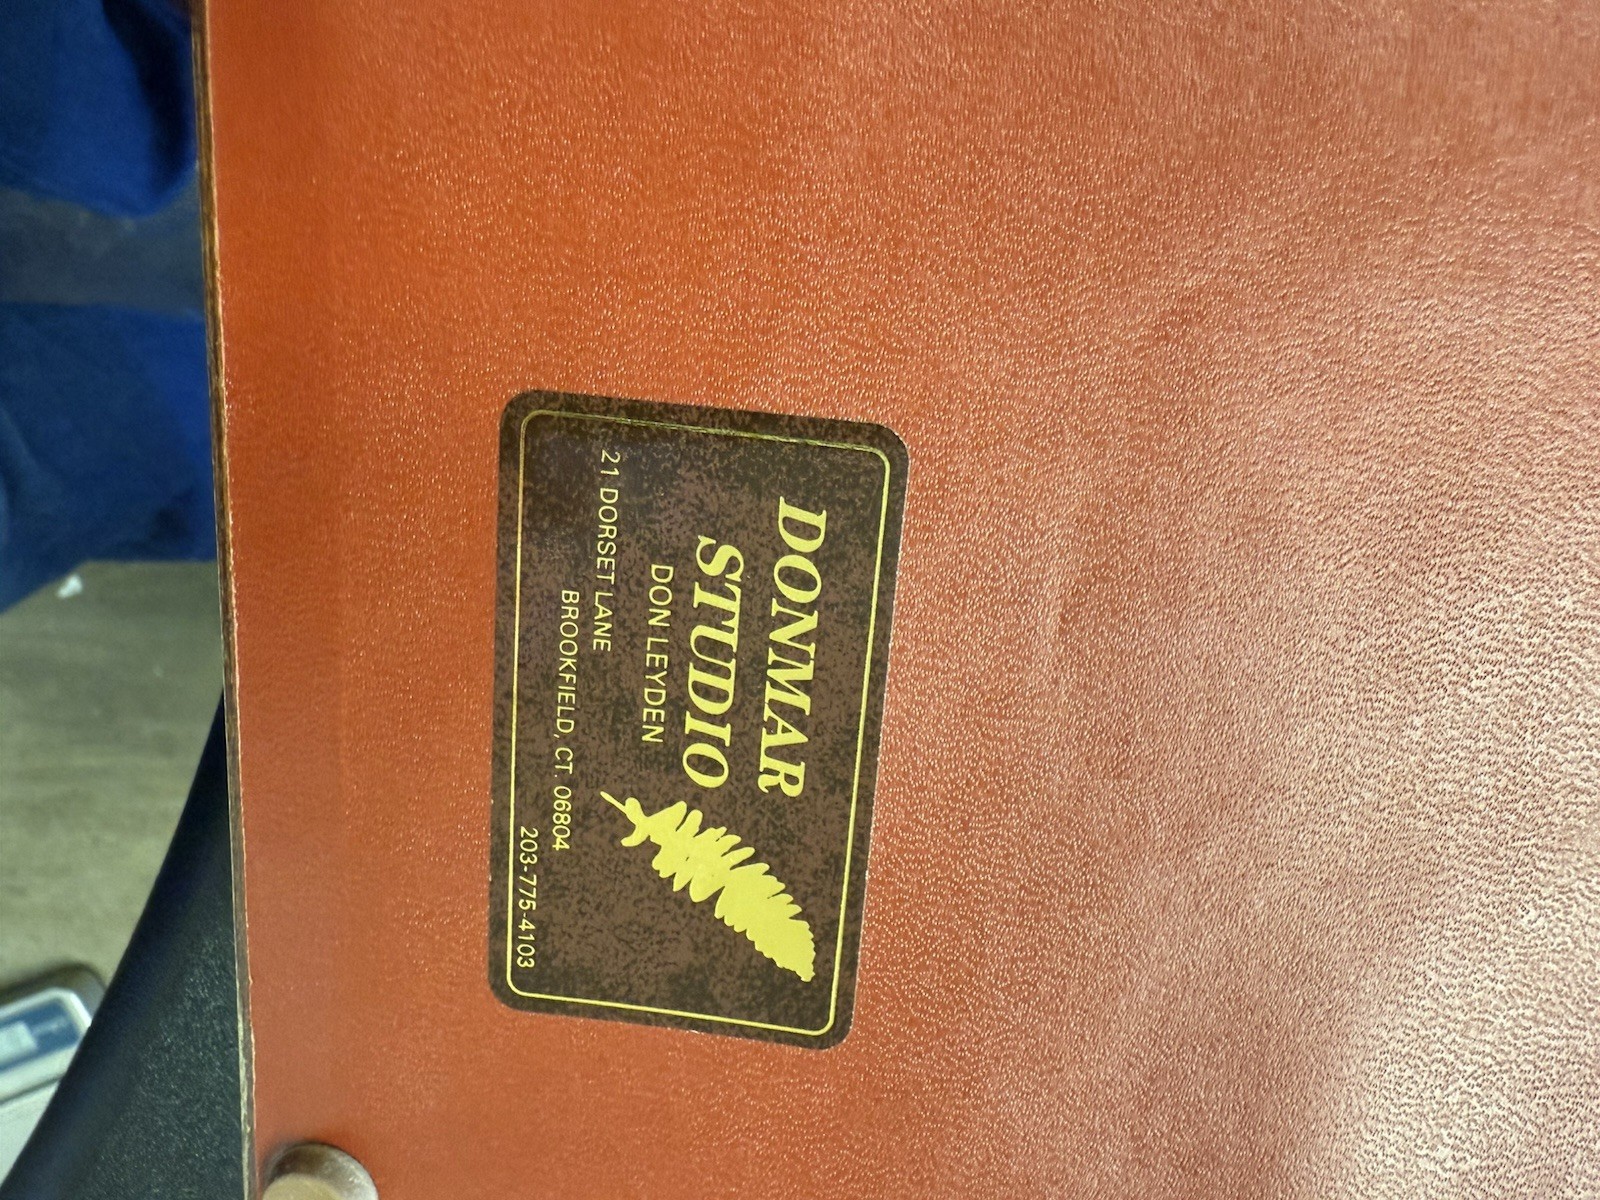 DONMAR
STUDIO
DON LEYDEN
21 DORSET LANE
BROOKFIELD, CT. 06804
203-775-4103